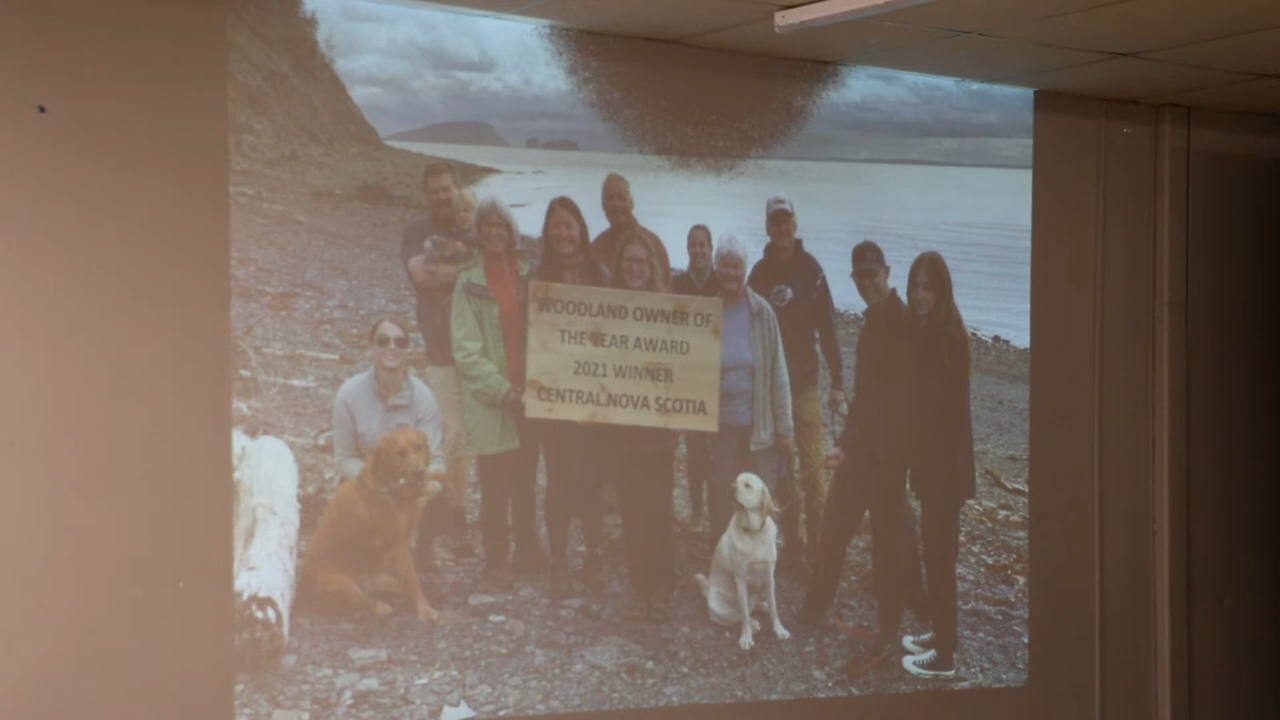 WOODLAND OWNER OF
THE YEAR AWARD
2021 WINNER
CENTRAL NOVA SCOTIA